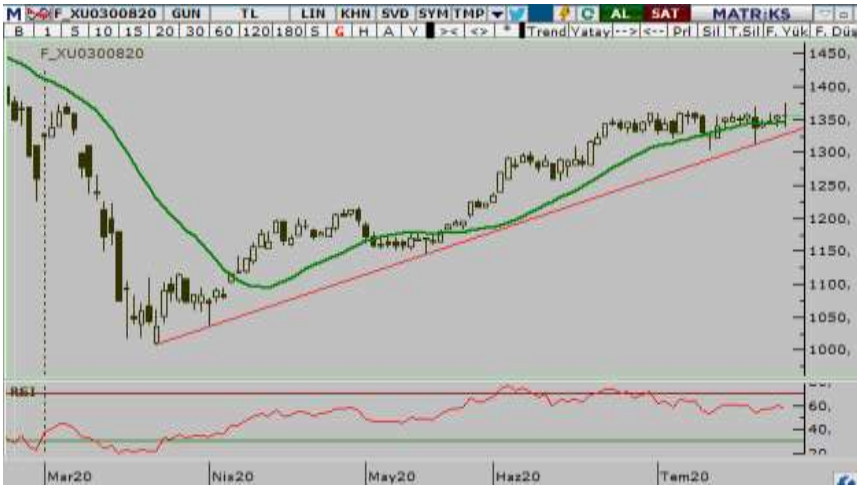 M F_XU0300820 GUN TL LIN KHN SVD SYM TMP C AL SAT MATR:KS
B 1 5 10 15 20 30 60 120 180 S G H A Y >< <> * Trend Yatay --> <-- Prl Sil T.Sil F. Yük F. Düş
F_XU0300820
1450,
1400,
1350,
1300,
1250,
1200,
1150,
1100,
1050,
1000,
RSI
60,
40,
20
Mar20 Nis20 May20 Haz20 Tem20